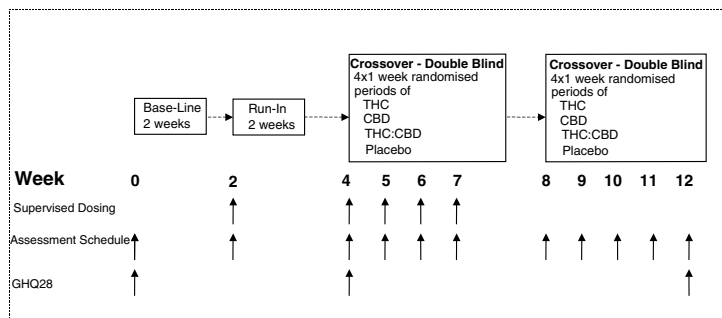 Crossover - Double Blind
4x1 week randomised
periods of
THC
CBD
THC:CBD
Placebo
Crossover - Double Blind
4x1 week randomised
periods of
THC
CBD
THC:CBD
Placebo
Base-Line
2 weeks
Run-In
2 weeks
Week 0 2 4 5 6 7 8 9 10 11 12
Supervised Dosing
Assessment Schedule
GHQ28